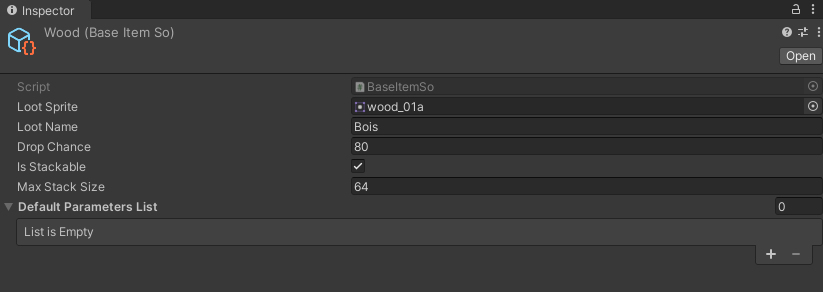 Inspector
Wood (Base Item So)
Open
Script
BaseItemSo
Loot Sprite
wood_01a
Loot Name
Bois
Drop Chance
80
Is Stackable
Max Stack Size
64
Default Parameters List
0
List is Empty